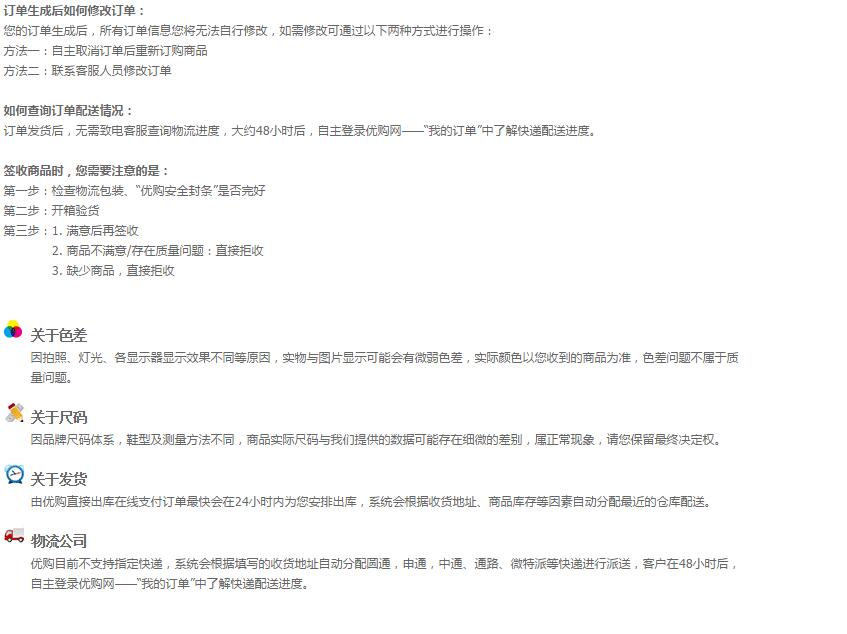 订单生成后如何修改订单：
您的订单生成后，所有订单信息您将无法自行修改，如需修改可通过以下两种方式进行操作：
方法一：自主取消订单后重新订购商品
方法二：联系客服人员修改订单
如何查询订单配送情况：
订单发货后，无需致电客服查询物流进度，大约48小时后，自主登录优购网——“我的订单”中了解快递配送进度。
签收商品时，您需要注意的是：
第一步：检查物流包装、“优购安全封条”是否完好
第二步：开箱验货
第三步：1. 满意后再签收
2. 商品不满意/存在质量问题：直接拒收
3. 缺少商品，直接拒收
关于色差
因拍照、灯光、各显示器显示效果不同等原因，实物与图片显示可能会有微弱色差，实际颜色以您收到的商品为准，色差问题不属于质
量问题。
关于尺码
因品牌尺码体系，鞋型及测量方法不同，商品实际尺码与我们提供的数据可能存在细微的差别，属正常现象，请您保留最终决定权。
关于发货
由优购直接出库在线支付订单最快会在24小时内为您安排出库，系统会根据收货地址、商品库存等因素自动分配最近的仓库配送。
物流公司
优购目前不支持指定快递，系统会根据填写的收货地址自动分配圆通，申通，中通、通路、微特派等快递进行派送，客户在48小时后，
自主登录优购网——“我的订单”中了解快递配送进度。